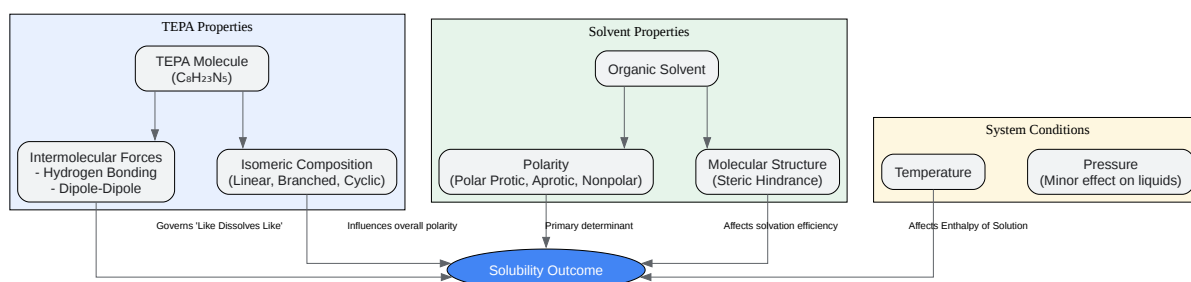 TEPA Properties
TEPA Molecule
(C₈H₂₃N₅)
Intermolecular Forces
- Hydrogen Bonding
- Dipole-Dipole
Isomeric Composition
(Linear, Branched, Cyclic)
Solvent Properties
Organic Solvent
Polarity
(Polar Protic, Aprotic, Nonpolar)
Molecular Structure
(Steric Hindrance)
System Conditions
Temperature
Pressure
(Minor effect on liquids)
Governs 'Like Dissolves Like'
Influences overall polarity
Primary determinant
Affects solvation efficiency
Affects Enthalpy of Solution
Solubility Outcome